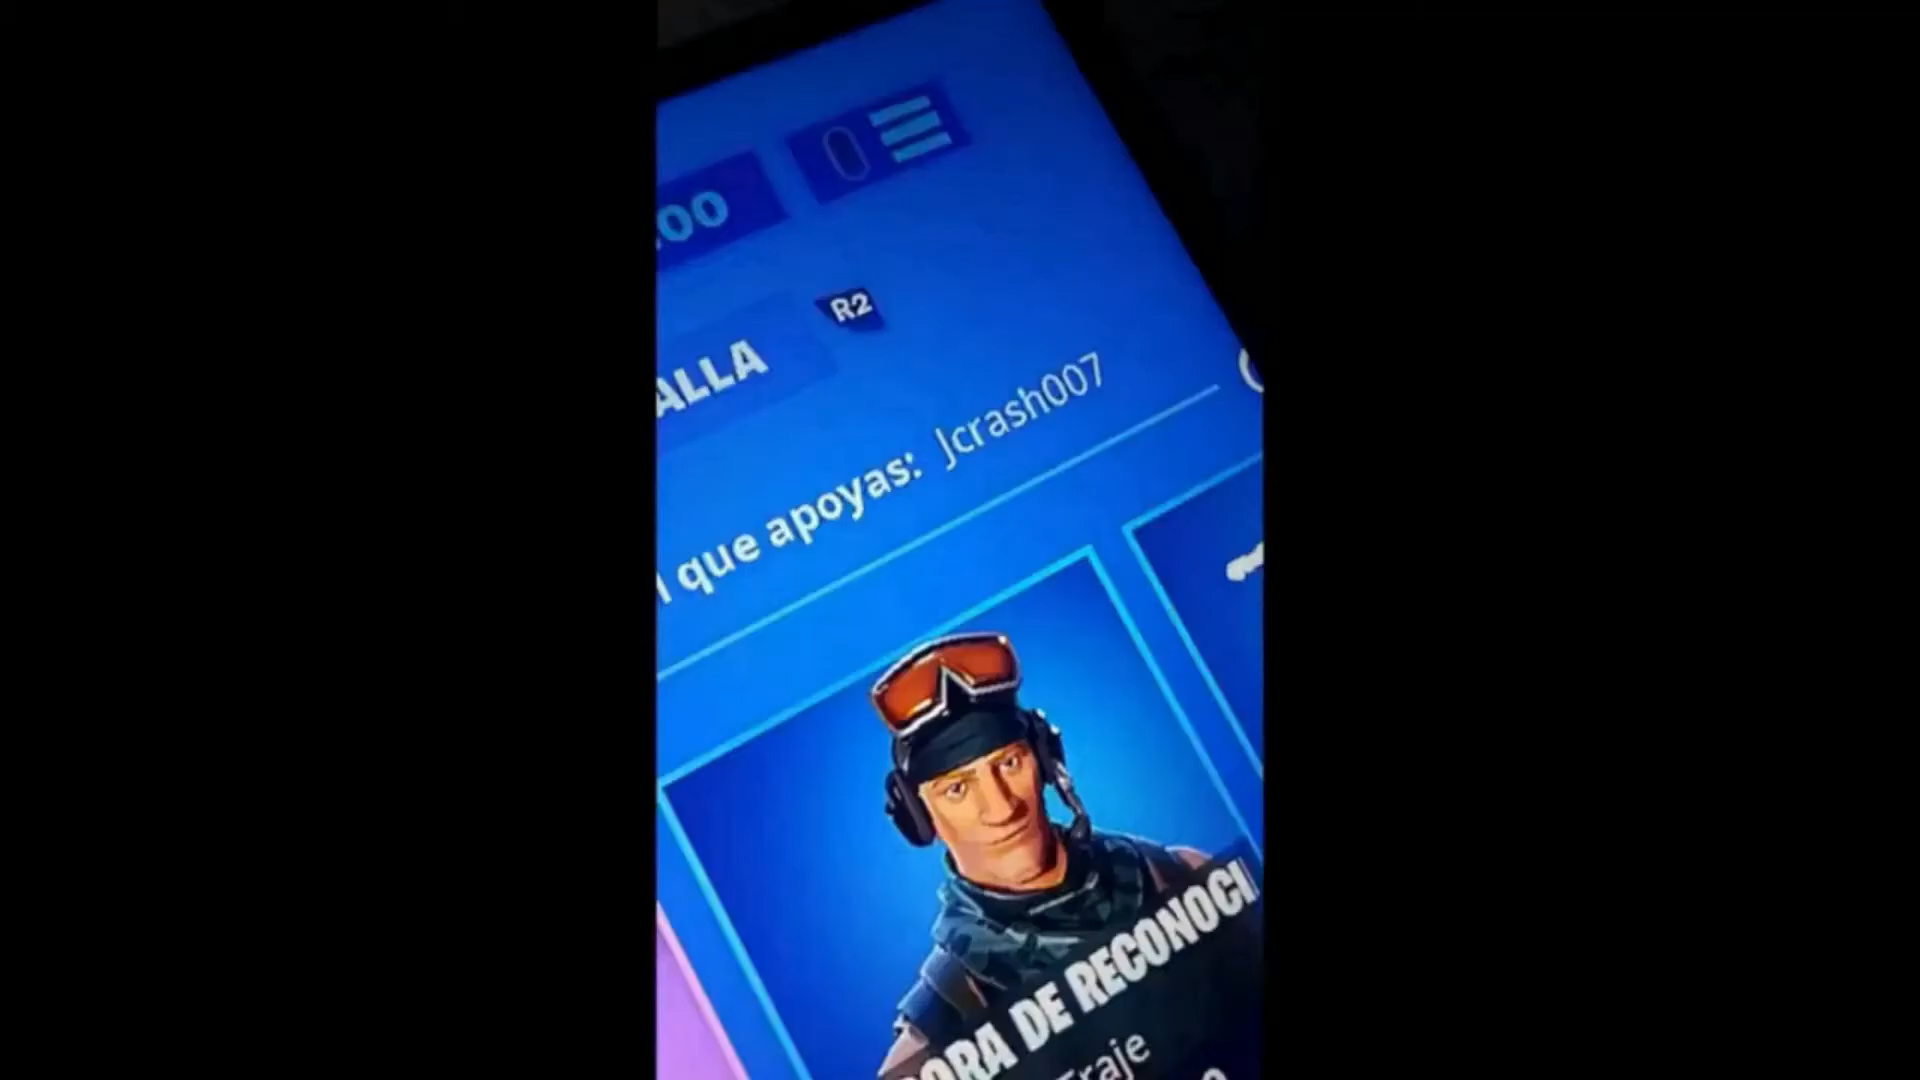 00
R2
ALLA
que apoyas: Jcrash007
DORA DE RECONOCI
Traje